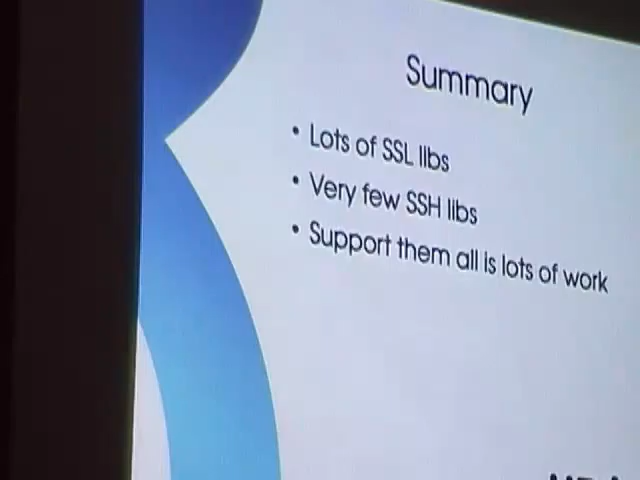 Summary
• Lots of SSL libs
• Very few SSH libs
• Support them all is lots of work